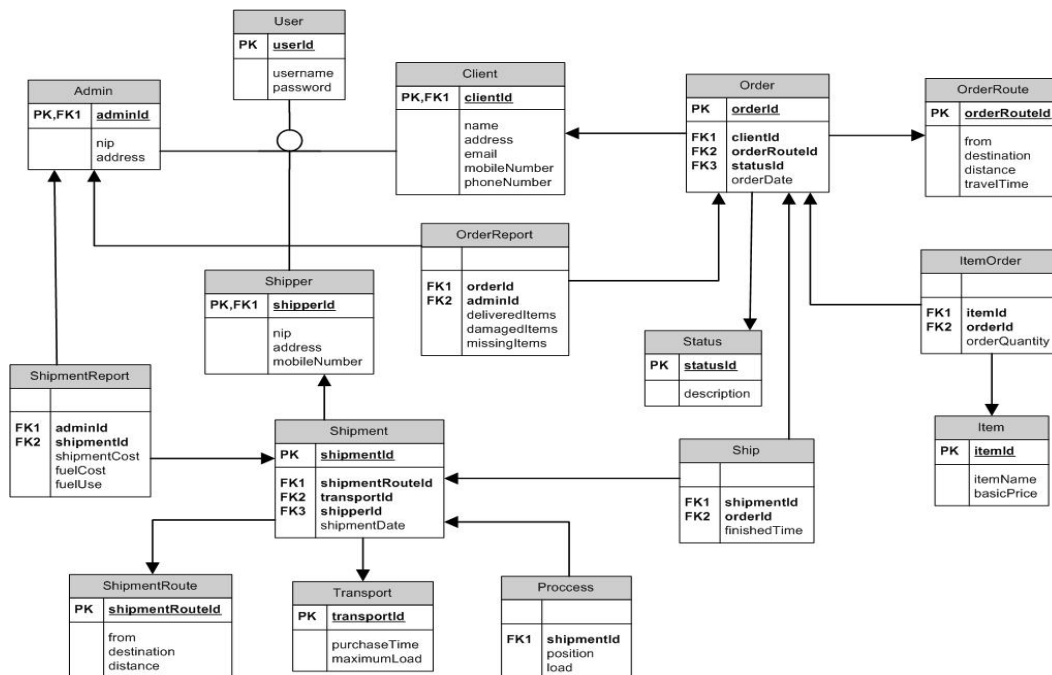 User
PK userId
username
password
Admin
PK,FK1 adminId
nip
address
Client
PK,FK1 clientId
name
address
email
mobileNumber
phoneNumber
Order
PK orderId
FK1 clientId
FK2 orderRouteId
FK3 statusId
orderDate
OrderRoute
PK orderRouteId
from
destination
distance
travelTime
OrderReport
FK1 orderId
FK2 adminId
deliveredItems
damagedItems
missingItems
Shipper
PK,FK1 shipperId
nip
address
mobileNumber
ItemOrder
FK1 itemId
FK2 orderId
orderQuantity
Status
PK statusId
description
ShipmentReport
FK1 adminId
FK2 shipmentId
shipmentCost
fuelCost
fuelUse
Shipment
PK shipmentId
FK1 shipmentRouteId
FK2 transportId
FK3 shipperId
shipmentDate
Ship
FK1 shipmentId
FK2 orderId
finishedTime
Item
PK itemId
itemName
basicPrice
ShipmentRoute
PK shipmentRouteId
from
destination
distance
Transport
PK transportId
purchaseTime
maximumLoad
Proccess
FK1 shipmentId
position
load